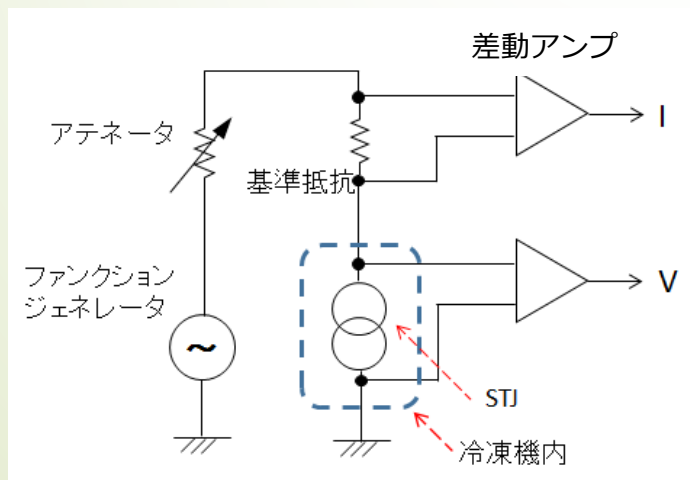 差動アンプ
I
アテネータ
基準抵抗
ファンクション
ジェネレータ
~
V
STJ
冷凍機内